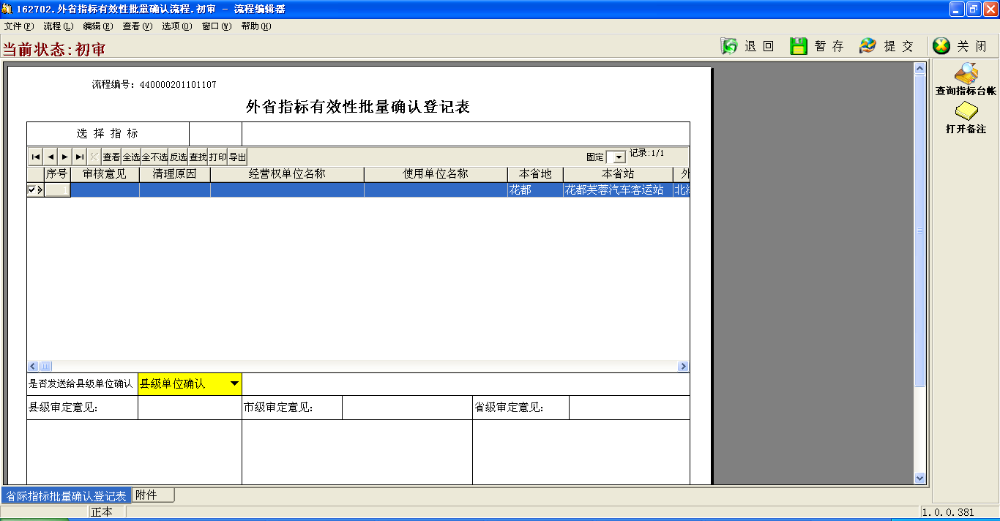 162702.外省指标有效性批量确认流程.初审 - 流程编辑器
文件(F) 流程(L) 编辑(E) 查看(V) 选项(O) 窗口(W) 帮助(H)
当前状态:初审 退 回 暂 存 提 交 关 闭
查询指标台帐
打开备注
流程编号: 440000201101107
外省指标有效性批量确认登记表
选 择 指 标
查看 全选 全不选 反选 查找 打印 导出 固定 记录:1/1
序号 审核意见 清理原因 经营权单位名称 使用单位名称 本省地 本省站 外
1 花都 花都芙蓉汽车客运站 北
是否发送给县级单位确认 县级单位确认
县级审定意见: 市级审定意见: 省级审定意见:
省际指标批量确认登记表 附件
正本 1.0.0.381